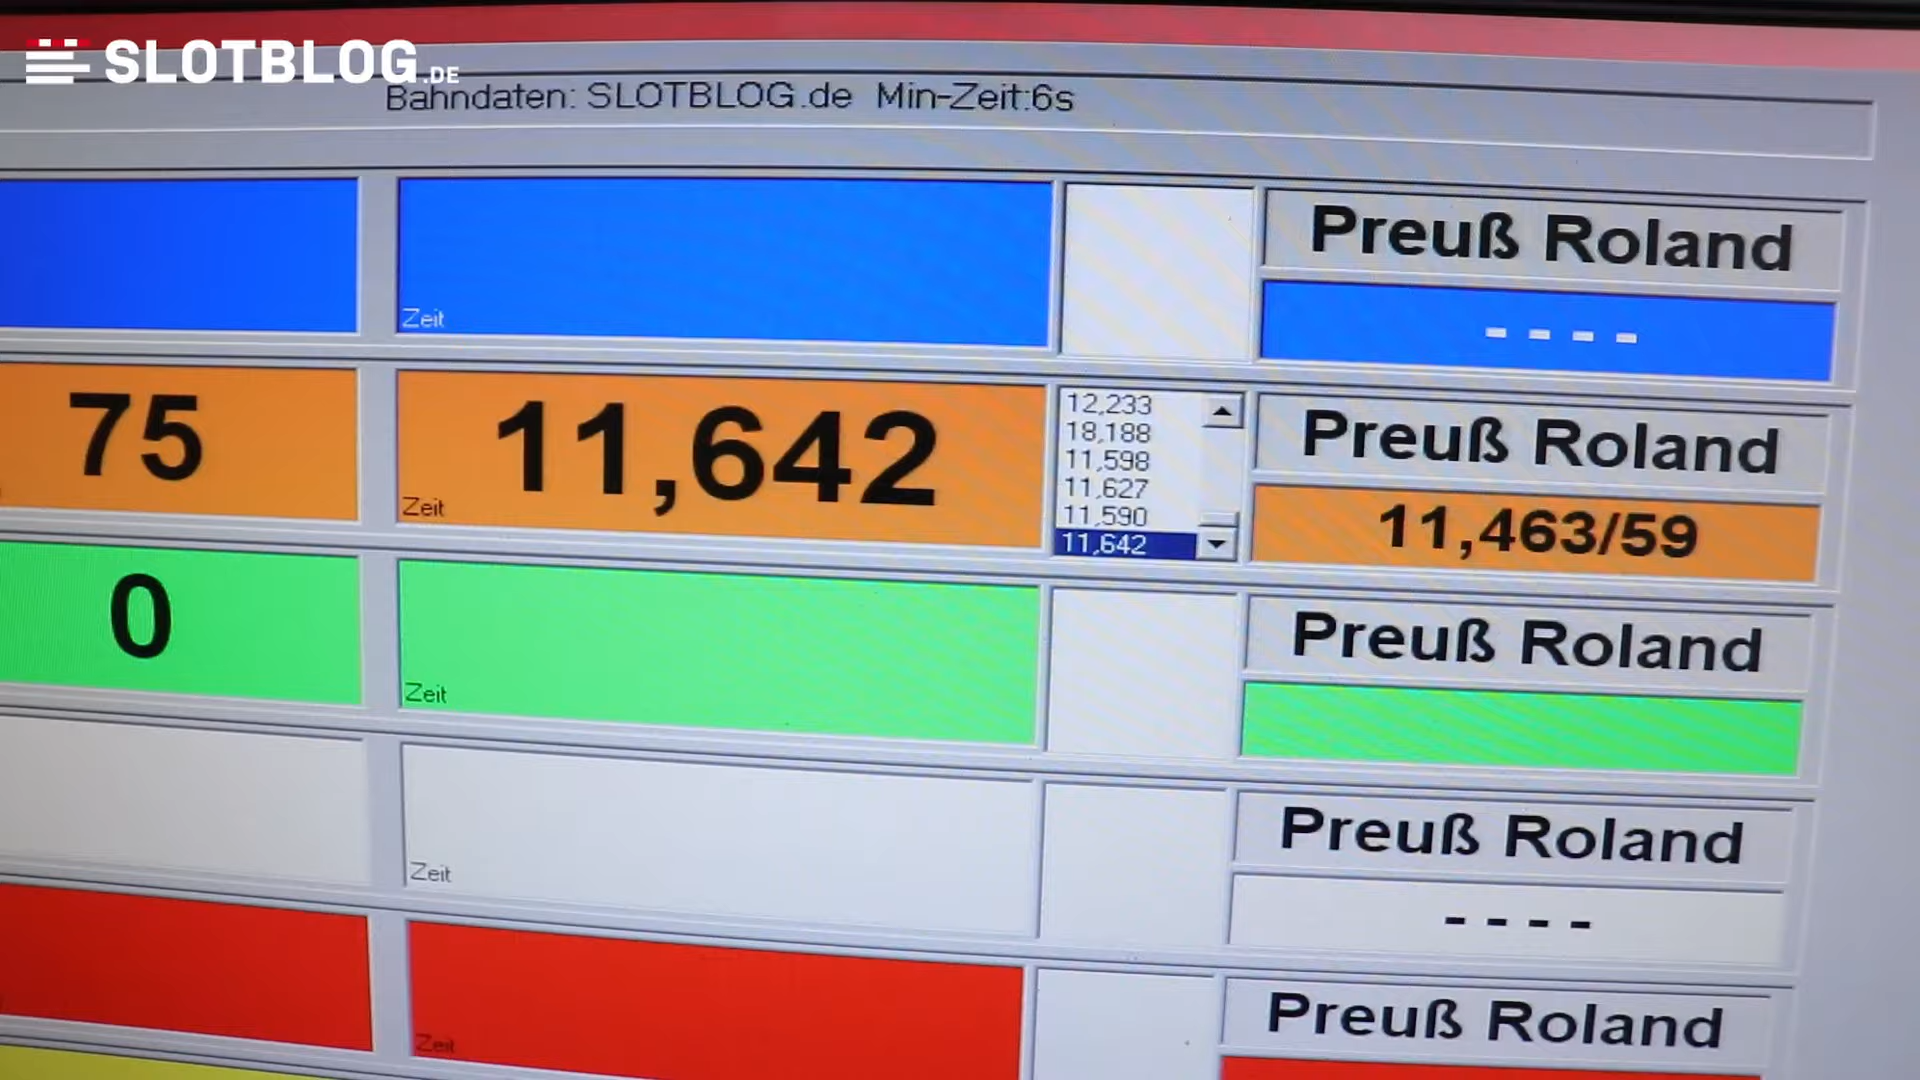 SLOTBLOG.DE
Bahndaten: SLOTBLOG.de Min-Zeit:6s
Zeit
Preuß Roland
- - - -
75
Zeit
11,642
12,233
18,188
11,598
11,627
11,590
11,642
Preuß Roland
11,463/59
0
Zeit
Preuß Roland
Zeit
Preuß Roland
- - - -
Zeit
Preuß Roland